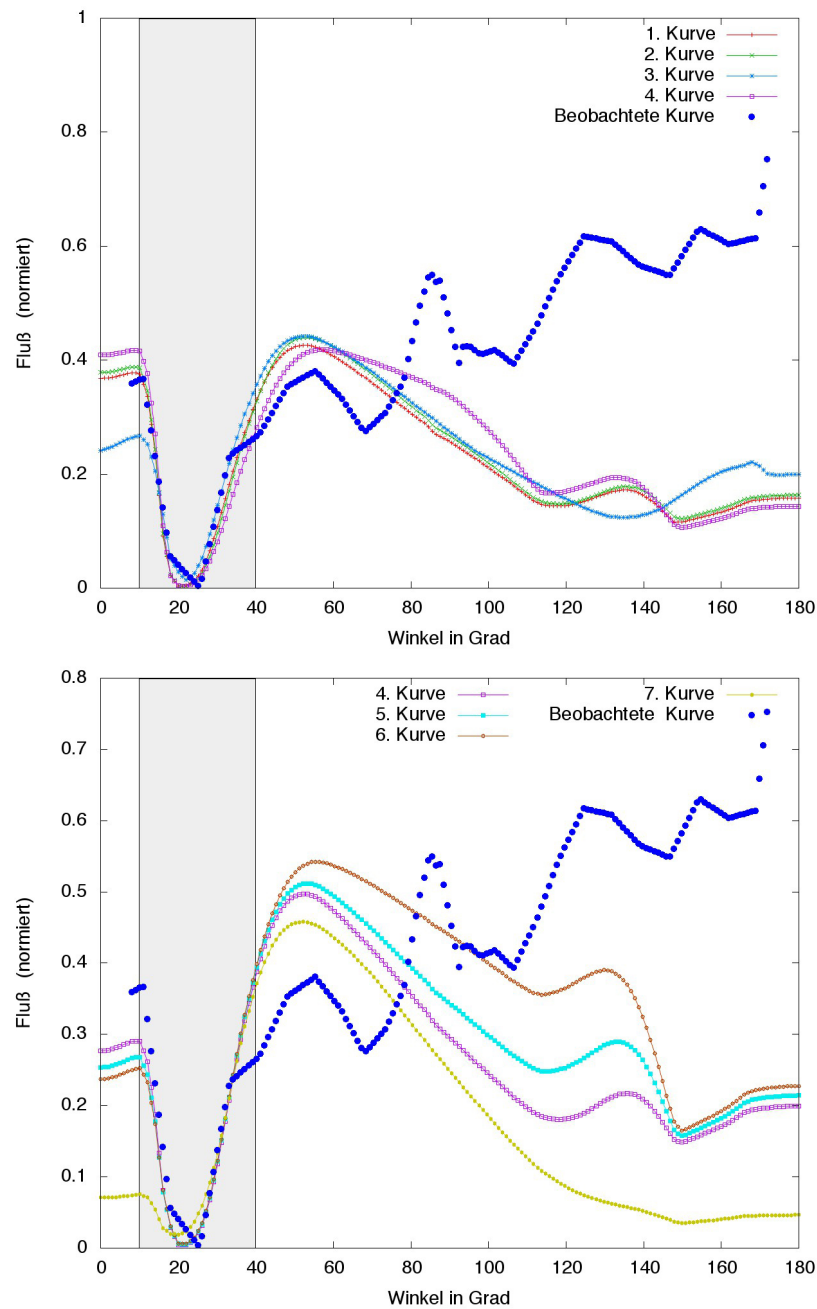 1
0.8
0.6
0.4
0.2
0
0 20 40 60 80 100 120 140 160 180
Fluß (normiert)
Winkel in Grad
1. Kurve
2. Kurve
3. Kurve
4. Kurve
Beobachtete Kurve
0.8
0.7
0.6
0.5
0.4
0.3
0.2
0.1
0
0 20 40 60 80 100 120 140 160 180
Fluß (normiert)
Winkel in Grad
4. Kurve
5. Kurve
6. Kurve
7. Kurve
Beobachtete Kurve